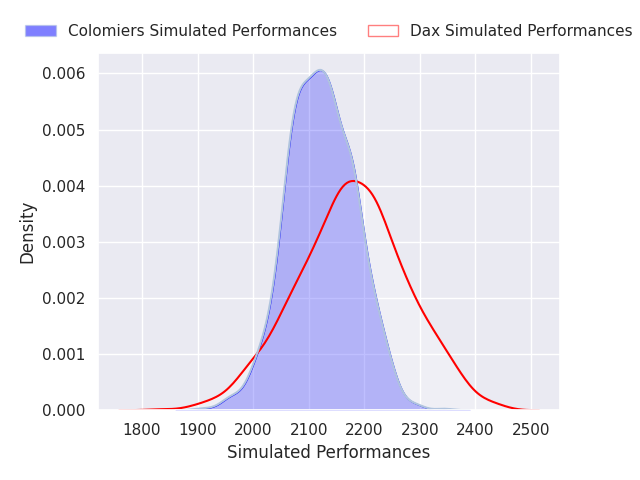 Colomiers Simulated Performances
Dax Simulated Performances
0.006
0.005
0.004
0.003
0.002
0.001
0.000
Density
1800 1900 2000 2100 2200 2300 2400 2500
Simulated Performances